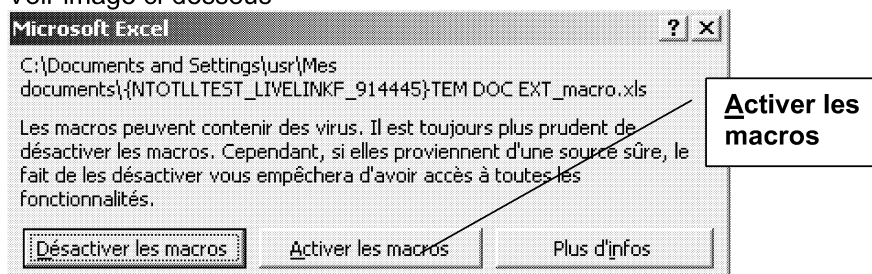 Voir image ci-dessous
Microsoft Excel ? ×
C:\Documents and Settings\usr\Mes
documents\{NTOTLLTEST_LIVELINKF_914445}TEM DOC EXT_macro.xls
Les macros peuvent contenir des virus. Il est toujours plus prudent de
désactiver les macros. Cependant, si elles proviennent d'une source sûre, le
fait de les désactiver vous empêchera d'avoir accès à toutes les
fonctionnalités.
Activer les
macros
Désactiver les macros Activer les macros Plus d'infos